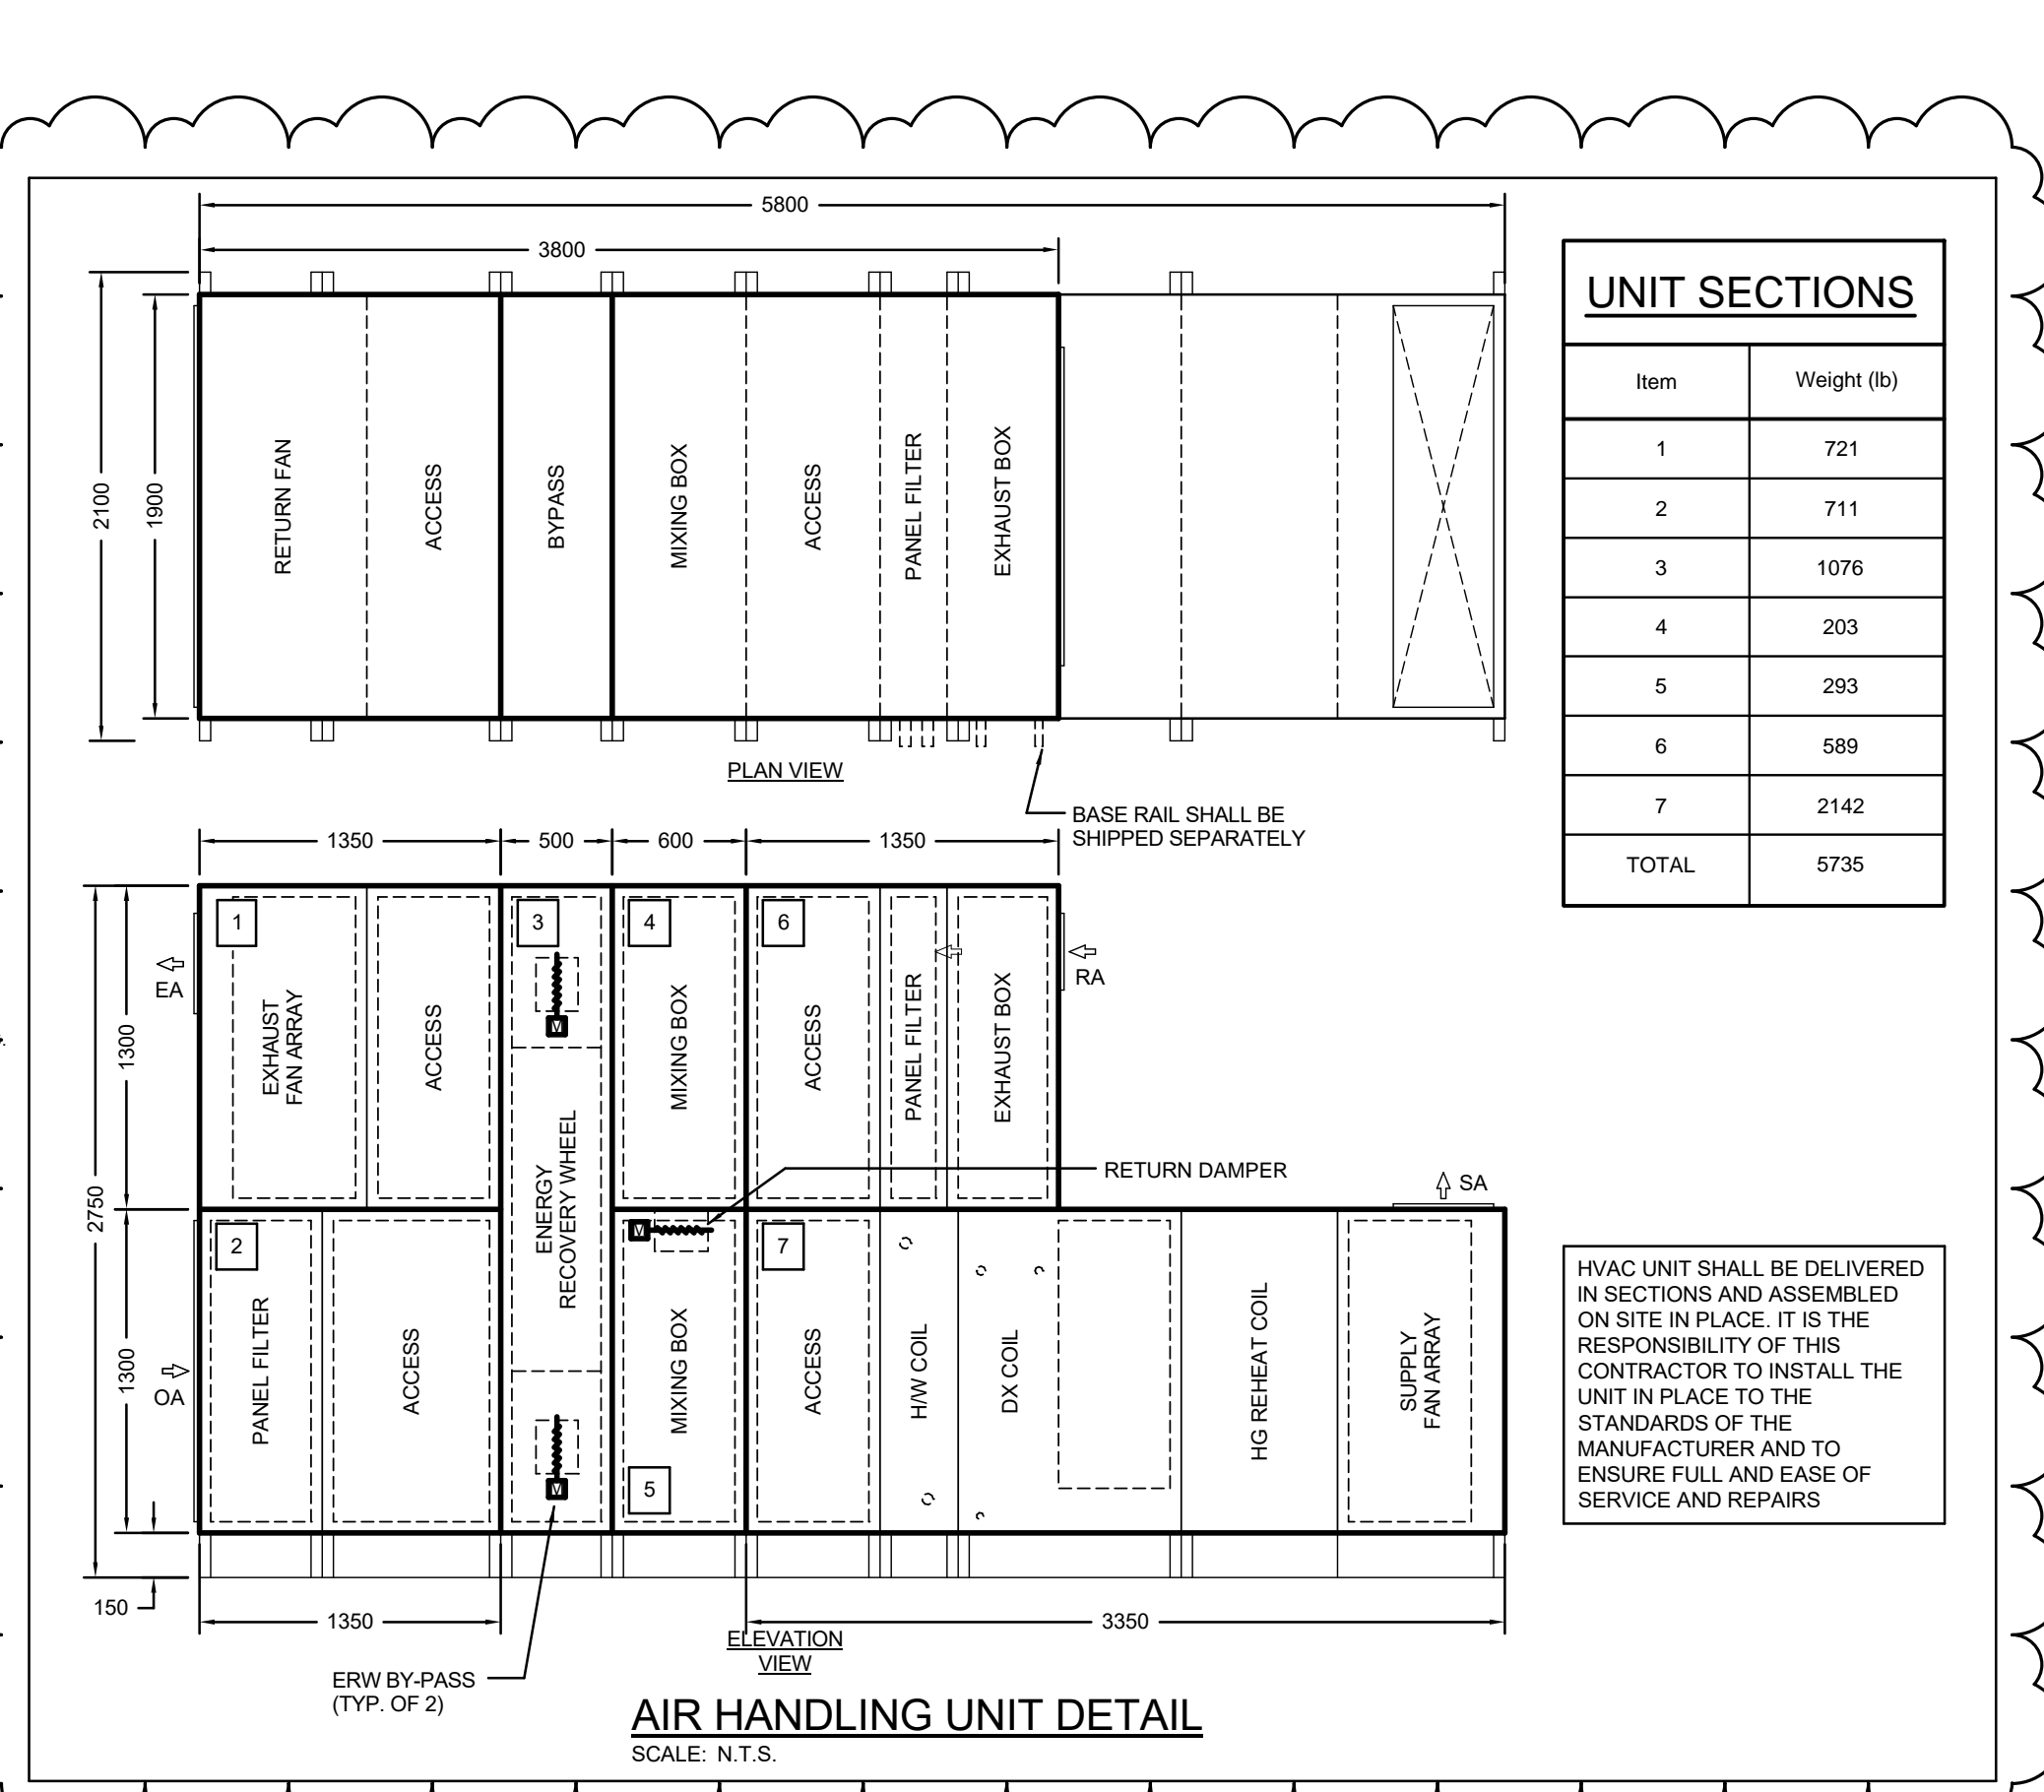 5800
3800
2100
1900
RETURN FAN
ACCESS
BYPASS
MIXING BOX
ACCESS
PANEL FILTER
EXHAUST BOX
PLAN VIEW
BASE RAIL SHALL BE
SHIPPED SEPARATELY
UNIT SECTIONS
Item Weight (lb)
1 721
2 711
3 1076
4 203
5 293
6 589
7 2142
TOTAL 5735
1350
500
600
1350
2750
1300
1300
150
1
3
4
6
EA
RA
EXHAUST
FAN ARRAY
ACCESS
M
ENERGY
RECOVERY WHEEL
MIXING BOX
ACCESS
PANEL FILTER
EXHAUST BOX
RETURN DAMPER
SA
2
M
7
OA
PANEL FILTER
ACCESS
M
MIXING BOX
5
ACCESS
H/W COIL
DX COIL
HG REHEAT COIL
SUPPLY
FAN ARRAY
HVAC UNIT SHALL BE DELIVERED
IN SECTIONS AND ASSEMBLED
ON SITE IN PLACE. IT IS THE
RESPONSIBILITY OF THIS
CONTRACTOR TO INSTALL THE
UNIT IN PLACE TO THE
STANDARDS OF THE
MANUFACTURER AND TO
ENSURE FULL AND EASE OF
SERVICE AND REPAIRS
1350
3350
ELEVATION
VIEW
ERW BY-PASS
(TYP. OF 2)
AIR HANDLING UNIT DETAIL
SCALE: N.T.S.